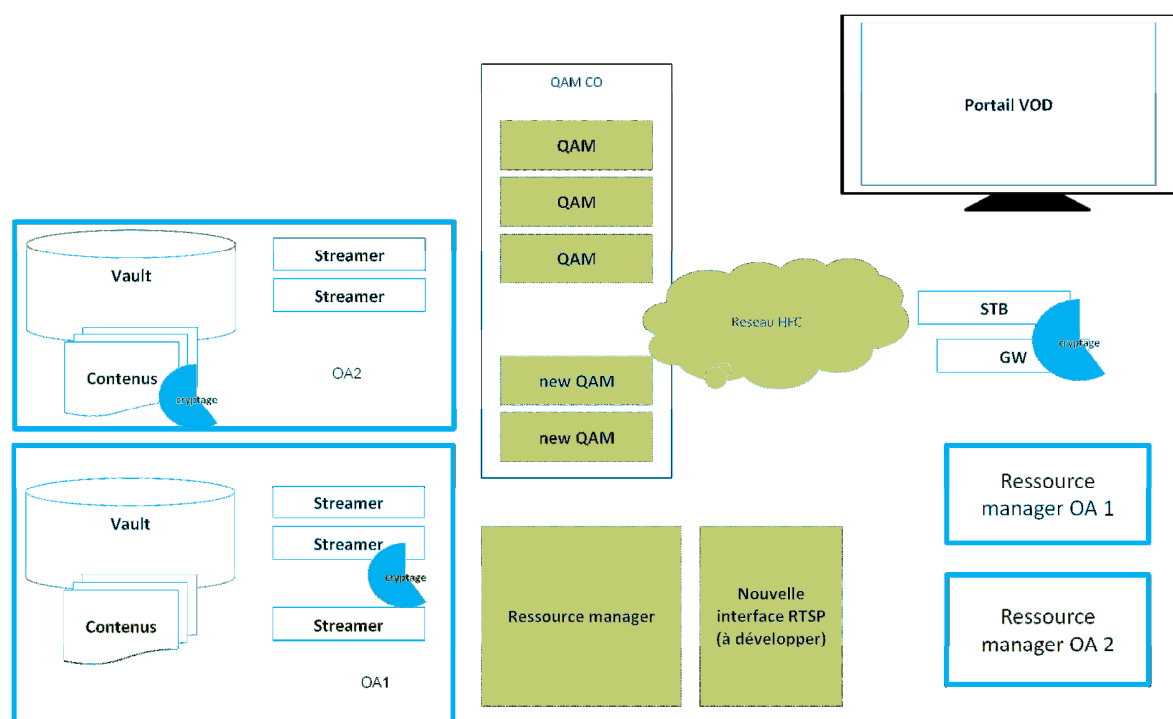 QAM CO
QAM
QAM
QAM
new QAM
new QAM
Portail VOD
Vault
Contenus
cryptage
Streamer
Streamer
OA2
Vault
Contenus
Streamer
Streamer
cryptage
Streamer
OA1
Reseau HFC
STB
GW
cryptage
Ressource manager
Nouvelle
interface RTSP
(à développer)
Ressource
manager OA 1
Ressource
manager OA 2